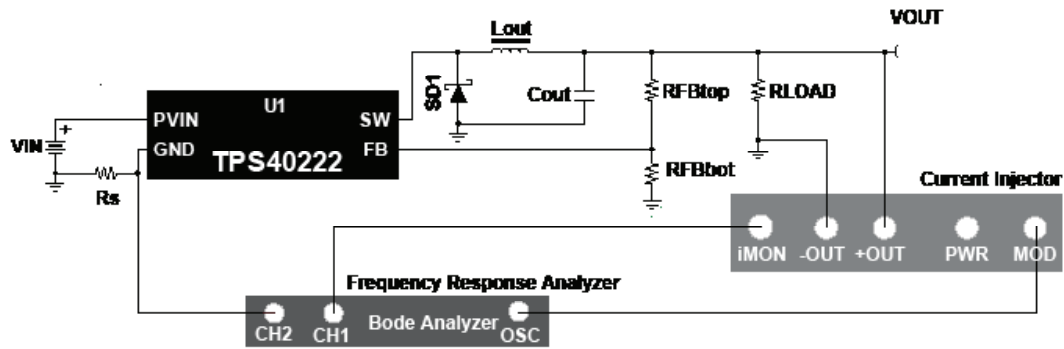 VOUT
Lout
SD1
Cout
RFBtop
RLOAD
U1
PVIN
SW
VIN
+
GND
FB
TPS40222
Rs
RFBbot
Current Injector
iMON
-OUT
+OUT
PWR
MOD
Frequency Response Analyzer
CH2
CH1
Bode Analyzer
OSC